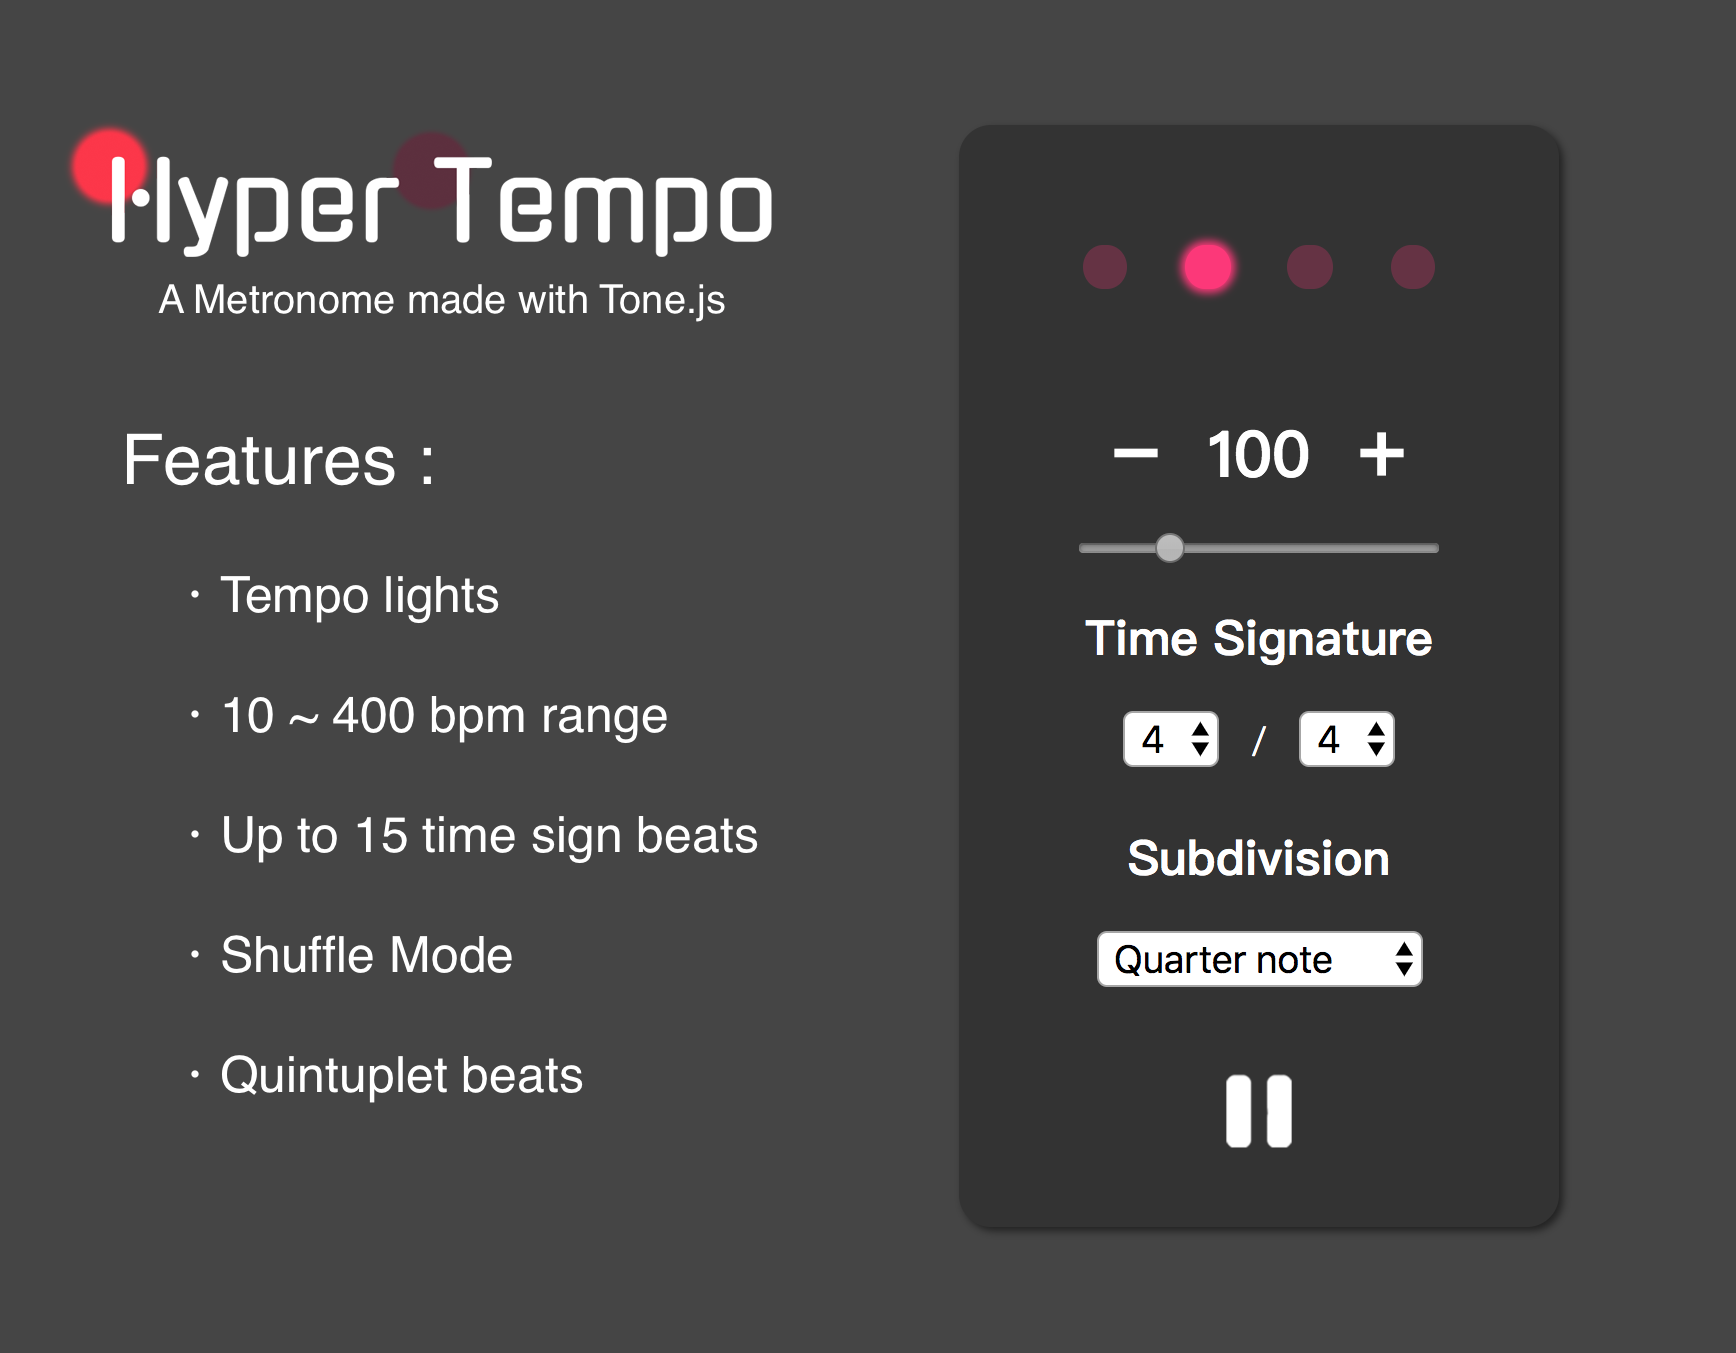 Hyper Tempo
A Metronome made with Tone.js
Features :
· Tempo lights
· 10 ~ 400 bpm range
· Up to 15 time sign beats
· Shuffle Mode
· Quintuplet beats
− 100 +
Time Signature
4 / 4
Subdivision
Quarter note